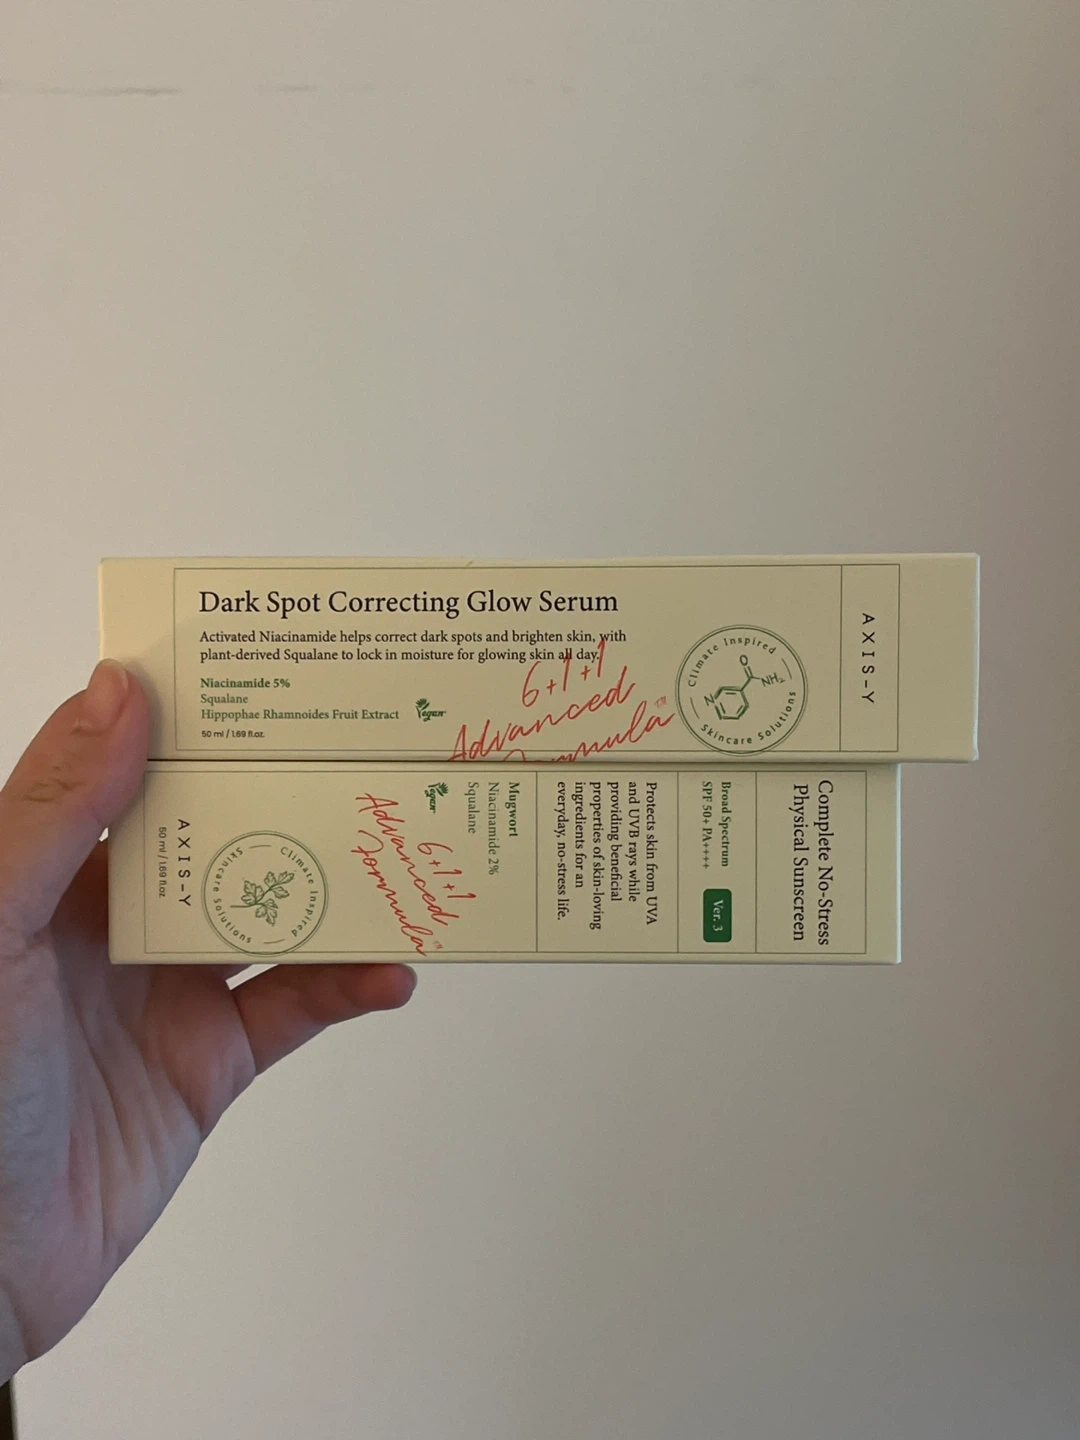 Dark Spot Correcting Glow Serum
Activated Niacinamide helps correct dark spots and brighten skin, with
plant-derived Squalane to lock in moisture for glowing skin all day.
Niacinamide 5%
Squalane
Hippophae Rhamnoides Fruit Extract
50 ml / 1.69 fl.oz.
Vegan
6+1+1
Advanced
Formula™
Climate Inspired
Skincare Solutions
O
NH₂
N
AXIS-Y
Complete No-Stress
Physical Sunscreen
Broad Spectrum
SPF 50+ PA++++
Ver. 3
Protects skin from UVA
and UVB rays while
providing beneficial
properties of skin-loving
ingredients for an
everyday, no-stress life.
Mugwort
Niacinamide 2%
Squalane
Vegan
6+1+1
Advanced
Formula™
Climate Inspired
Skincare Solutions
AXIS-Y
50 ml / 1.69 fl.oz.